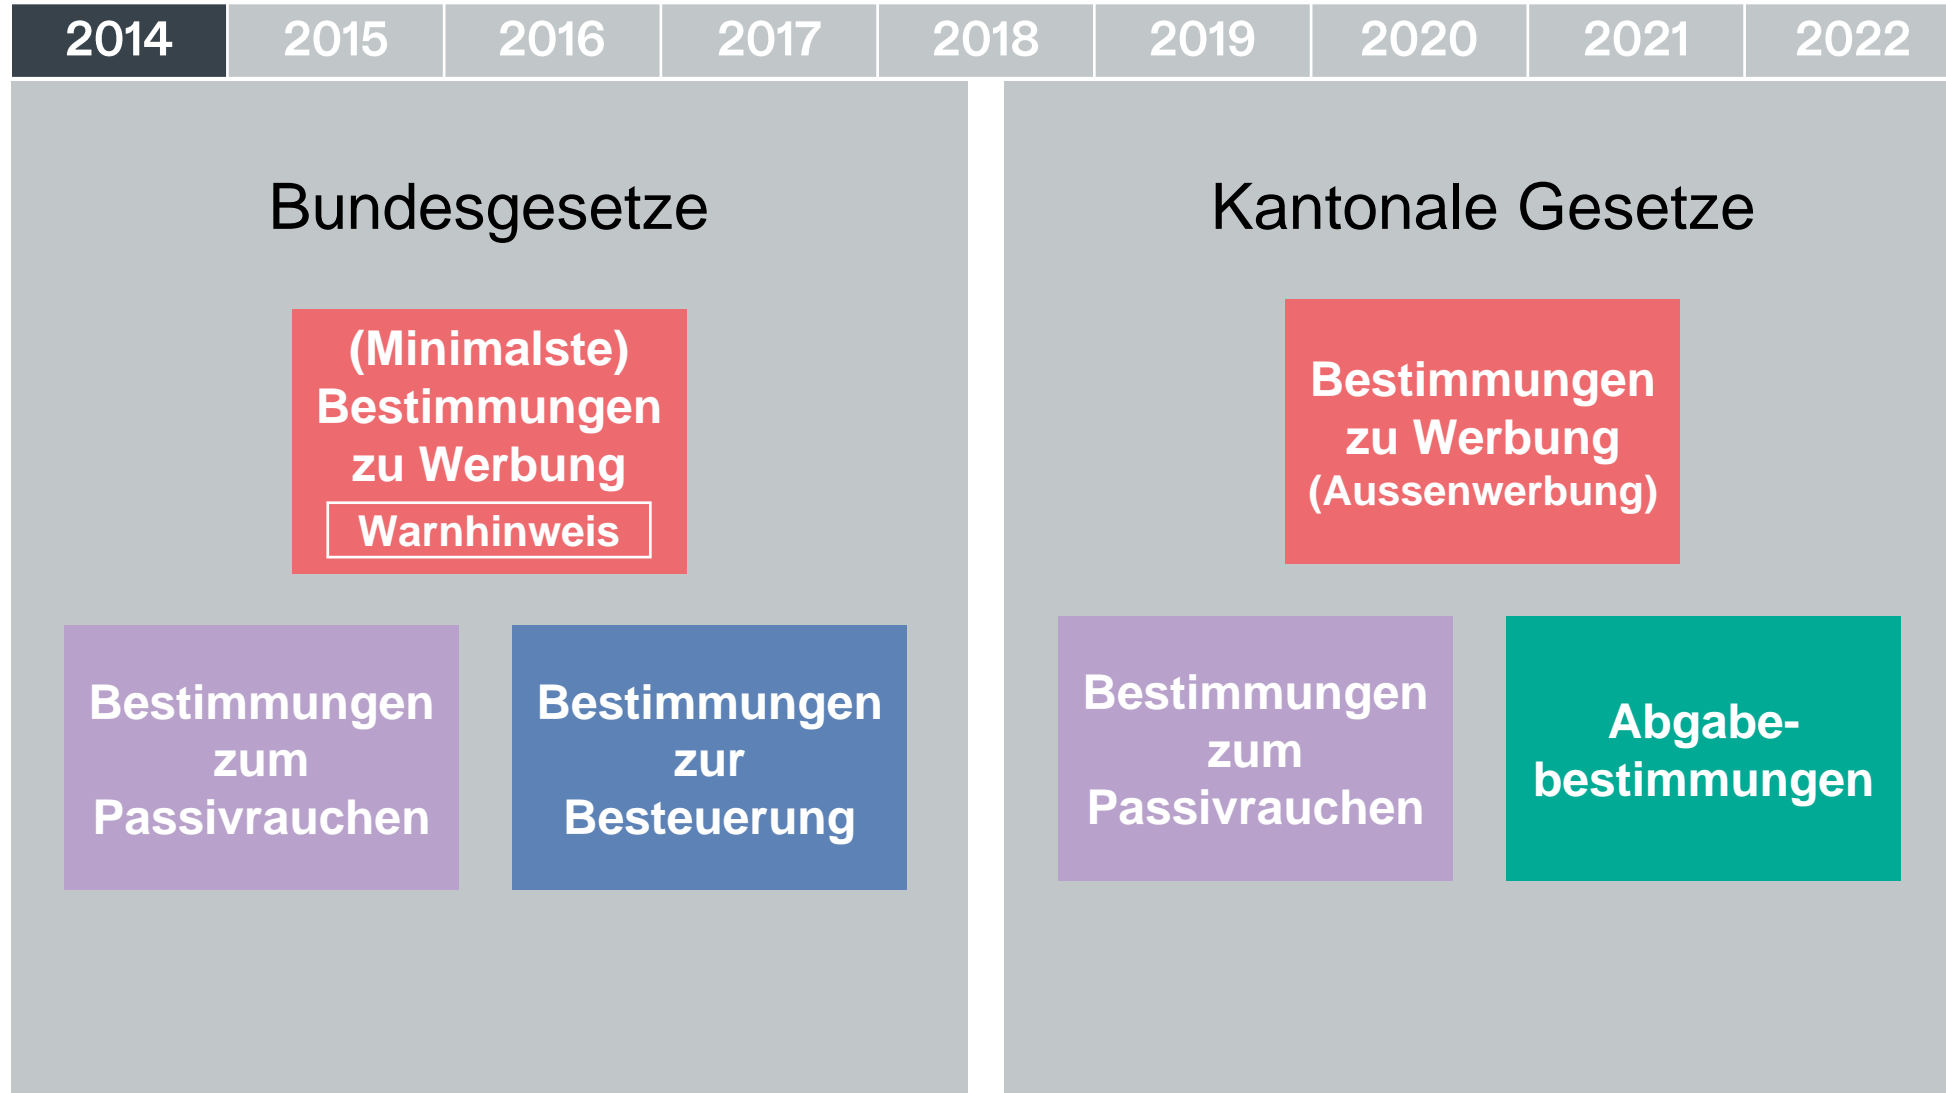 2014 2015 2016 2017 2018 2019 2020 2021 2022
Bundesgesetze
(Minimalste)
Bestimmungen
zu Werbung
Warnhinweis
Bestimmungen
zum
Passivrauchen
Bestimmungen
zur
Besteuerung
Kantonale Gesetze
Bestimmungen
zu Werbung
(Aussenwerbung)
Bestimmungen
zum
Passivrauchen
Abgabe-
bestimmungen